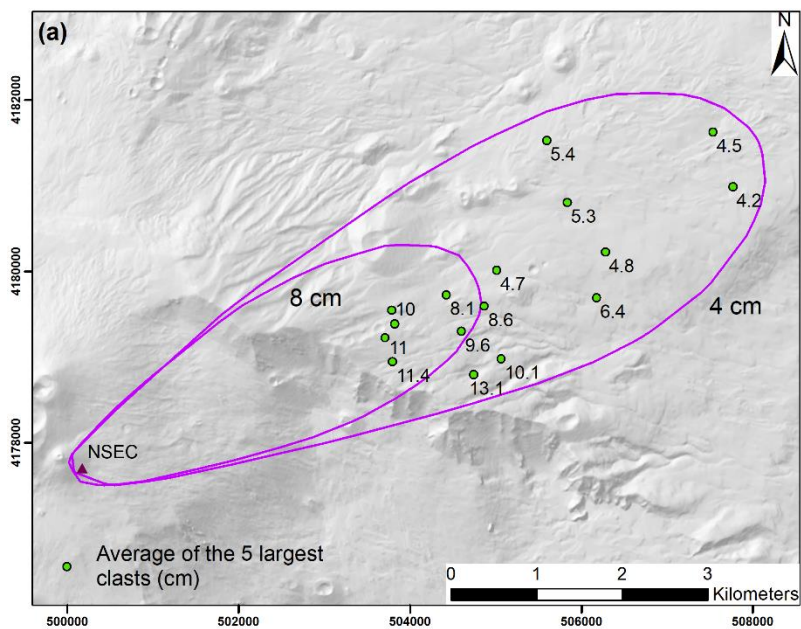 (a)
N
4182000
4180000
4178000
5.4
4.5
5.3
4.2
4.8
4.7
6.4
8 cm
4 cm
10
8.1
8.6
9.6
11
11.4
10.1
13.1
NSEC
Average of the 5 largest
clasts (cm)
0 1 2 3
Kilometers
500000 502000 504000 506000 508000